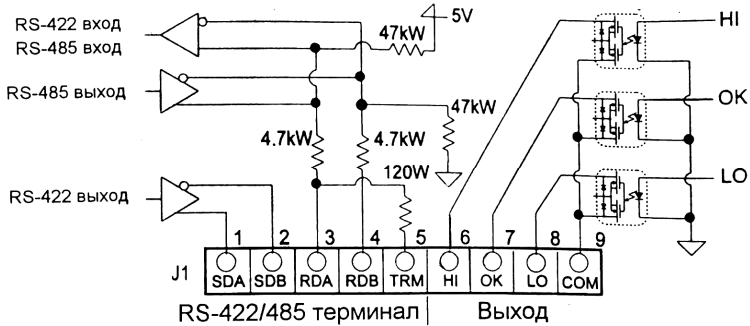 RS-422 вход
RS-485 вход
47kW
5V
HI
RS-485 выход
47kW
OK
4.7kW
4.7kW
120W
LO
RS-422 выход
1 2 3 4 5 6 7 8 9
J1
SDA SDB RDA RDB TRM HI OK LO COM
RS-422/485 терминал Выход